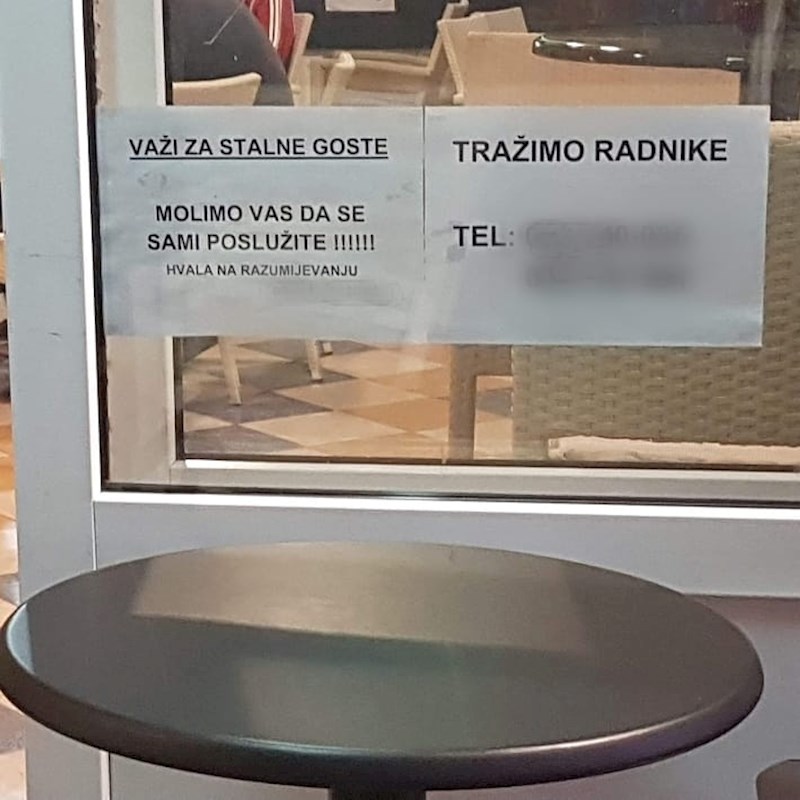 VAŽI ZA STALNE GOSTE
MOLIMO VAS DA SE
SAMI POSLUŽITE !!!!!!
HVALA NA RAZUMIJEVANJU
TRAŽIMO RADNIKE
TEL: